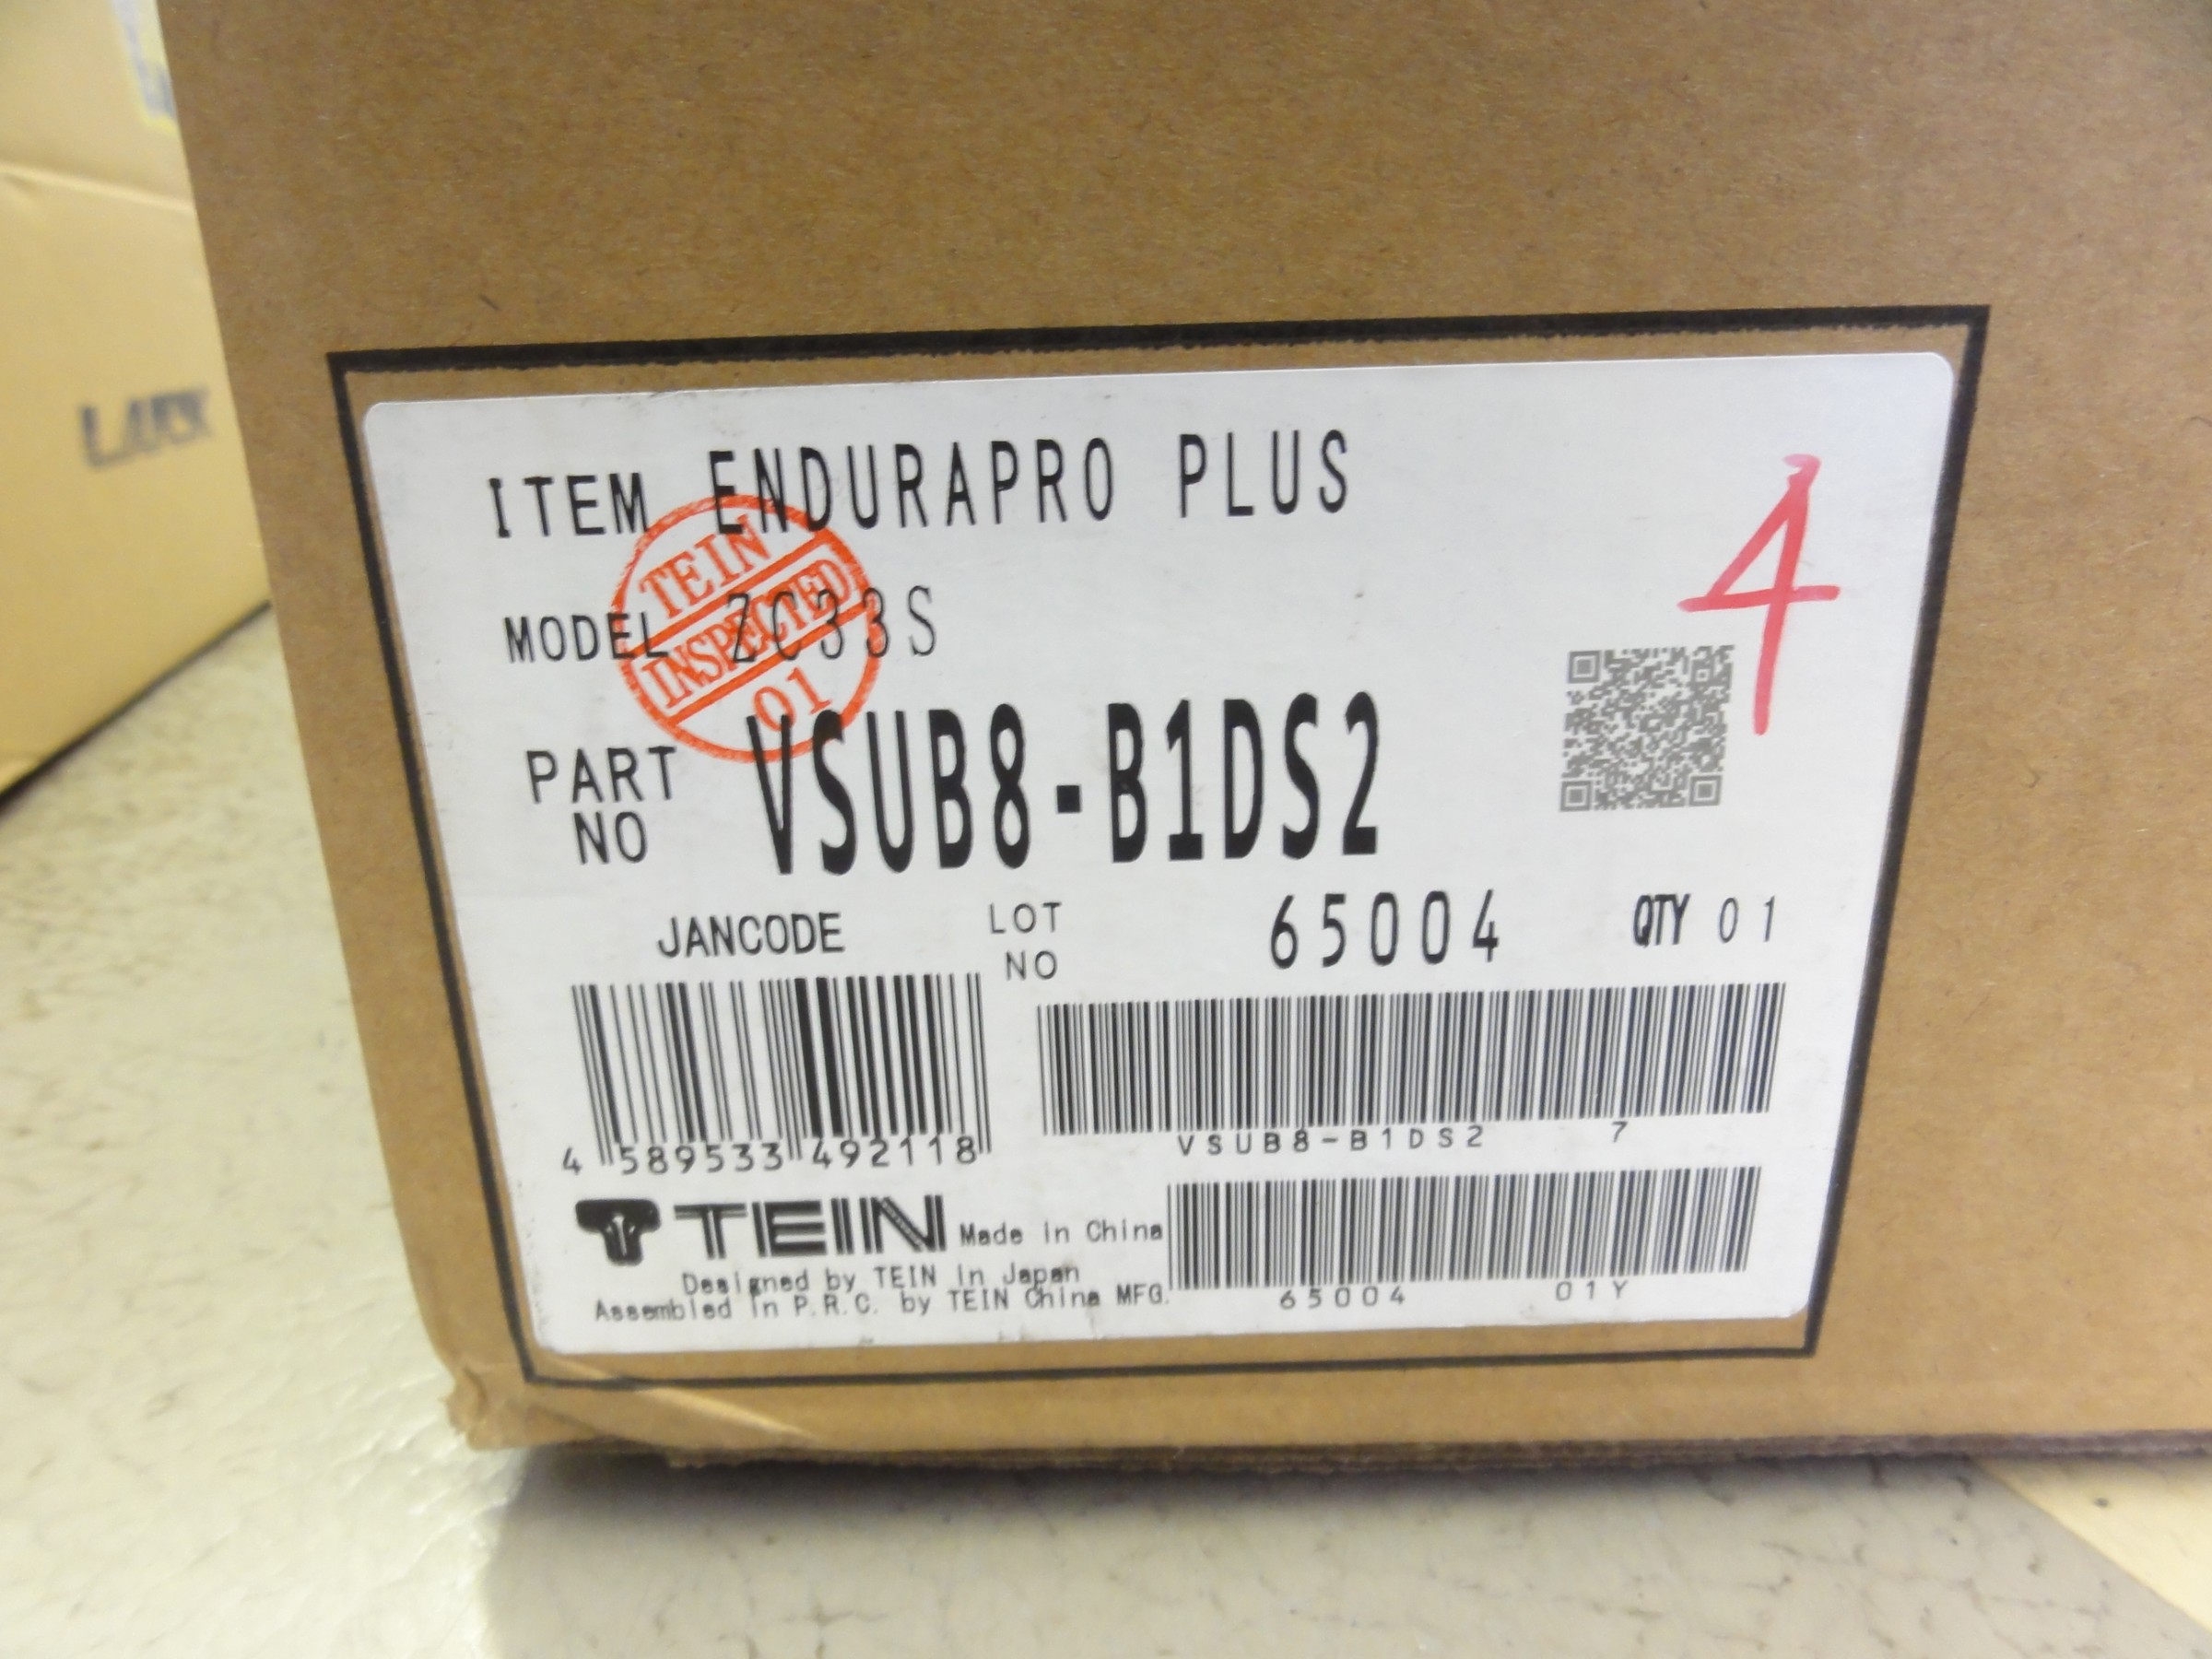 ITEM ENDURAPRO PLUS
4
TEIN
INSPECTED
01
MODEL ZC33S
PART NO VSUB8-B1DS2
JANCODE
LOT NO 65004 QTY 01
4 589533 492118
VSUB8-B1DS2 7
TEIN Made in China
Designed by TEIN in Japan
Assembled in P.R.C. by TEIN China MFG.
65004 01Y